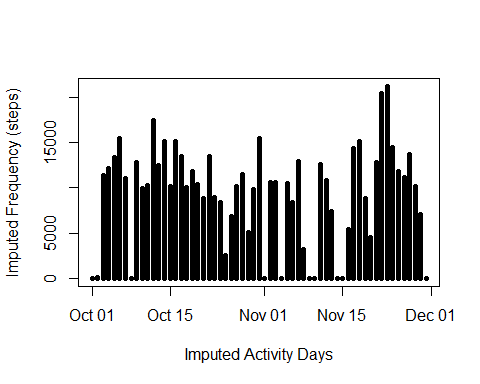 Imputed Frequency (steps)
15000
5000
0
Oct 01 Oct 15 Nov 01 Nov 15 Dec 01
Imputed Activity Days